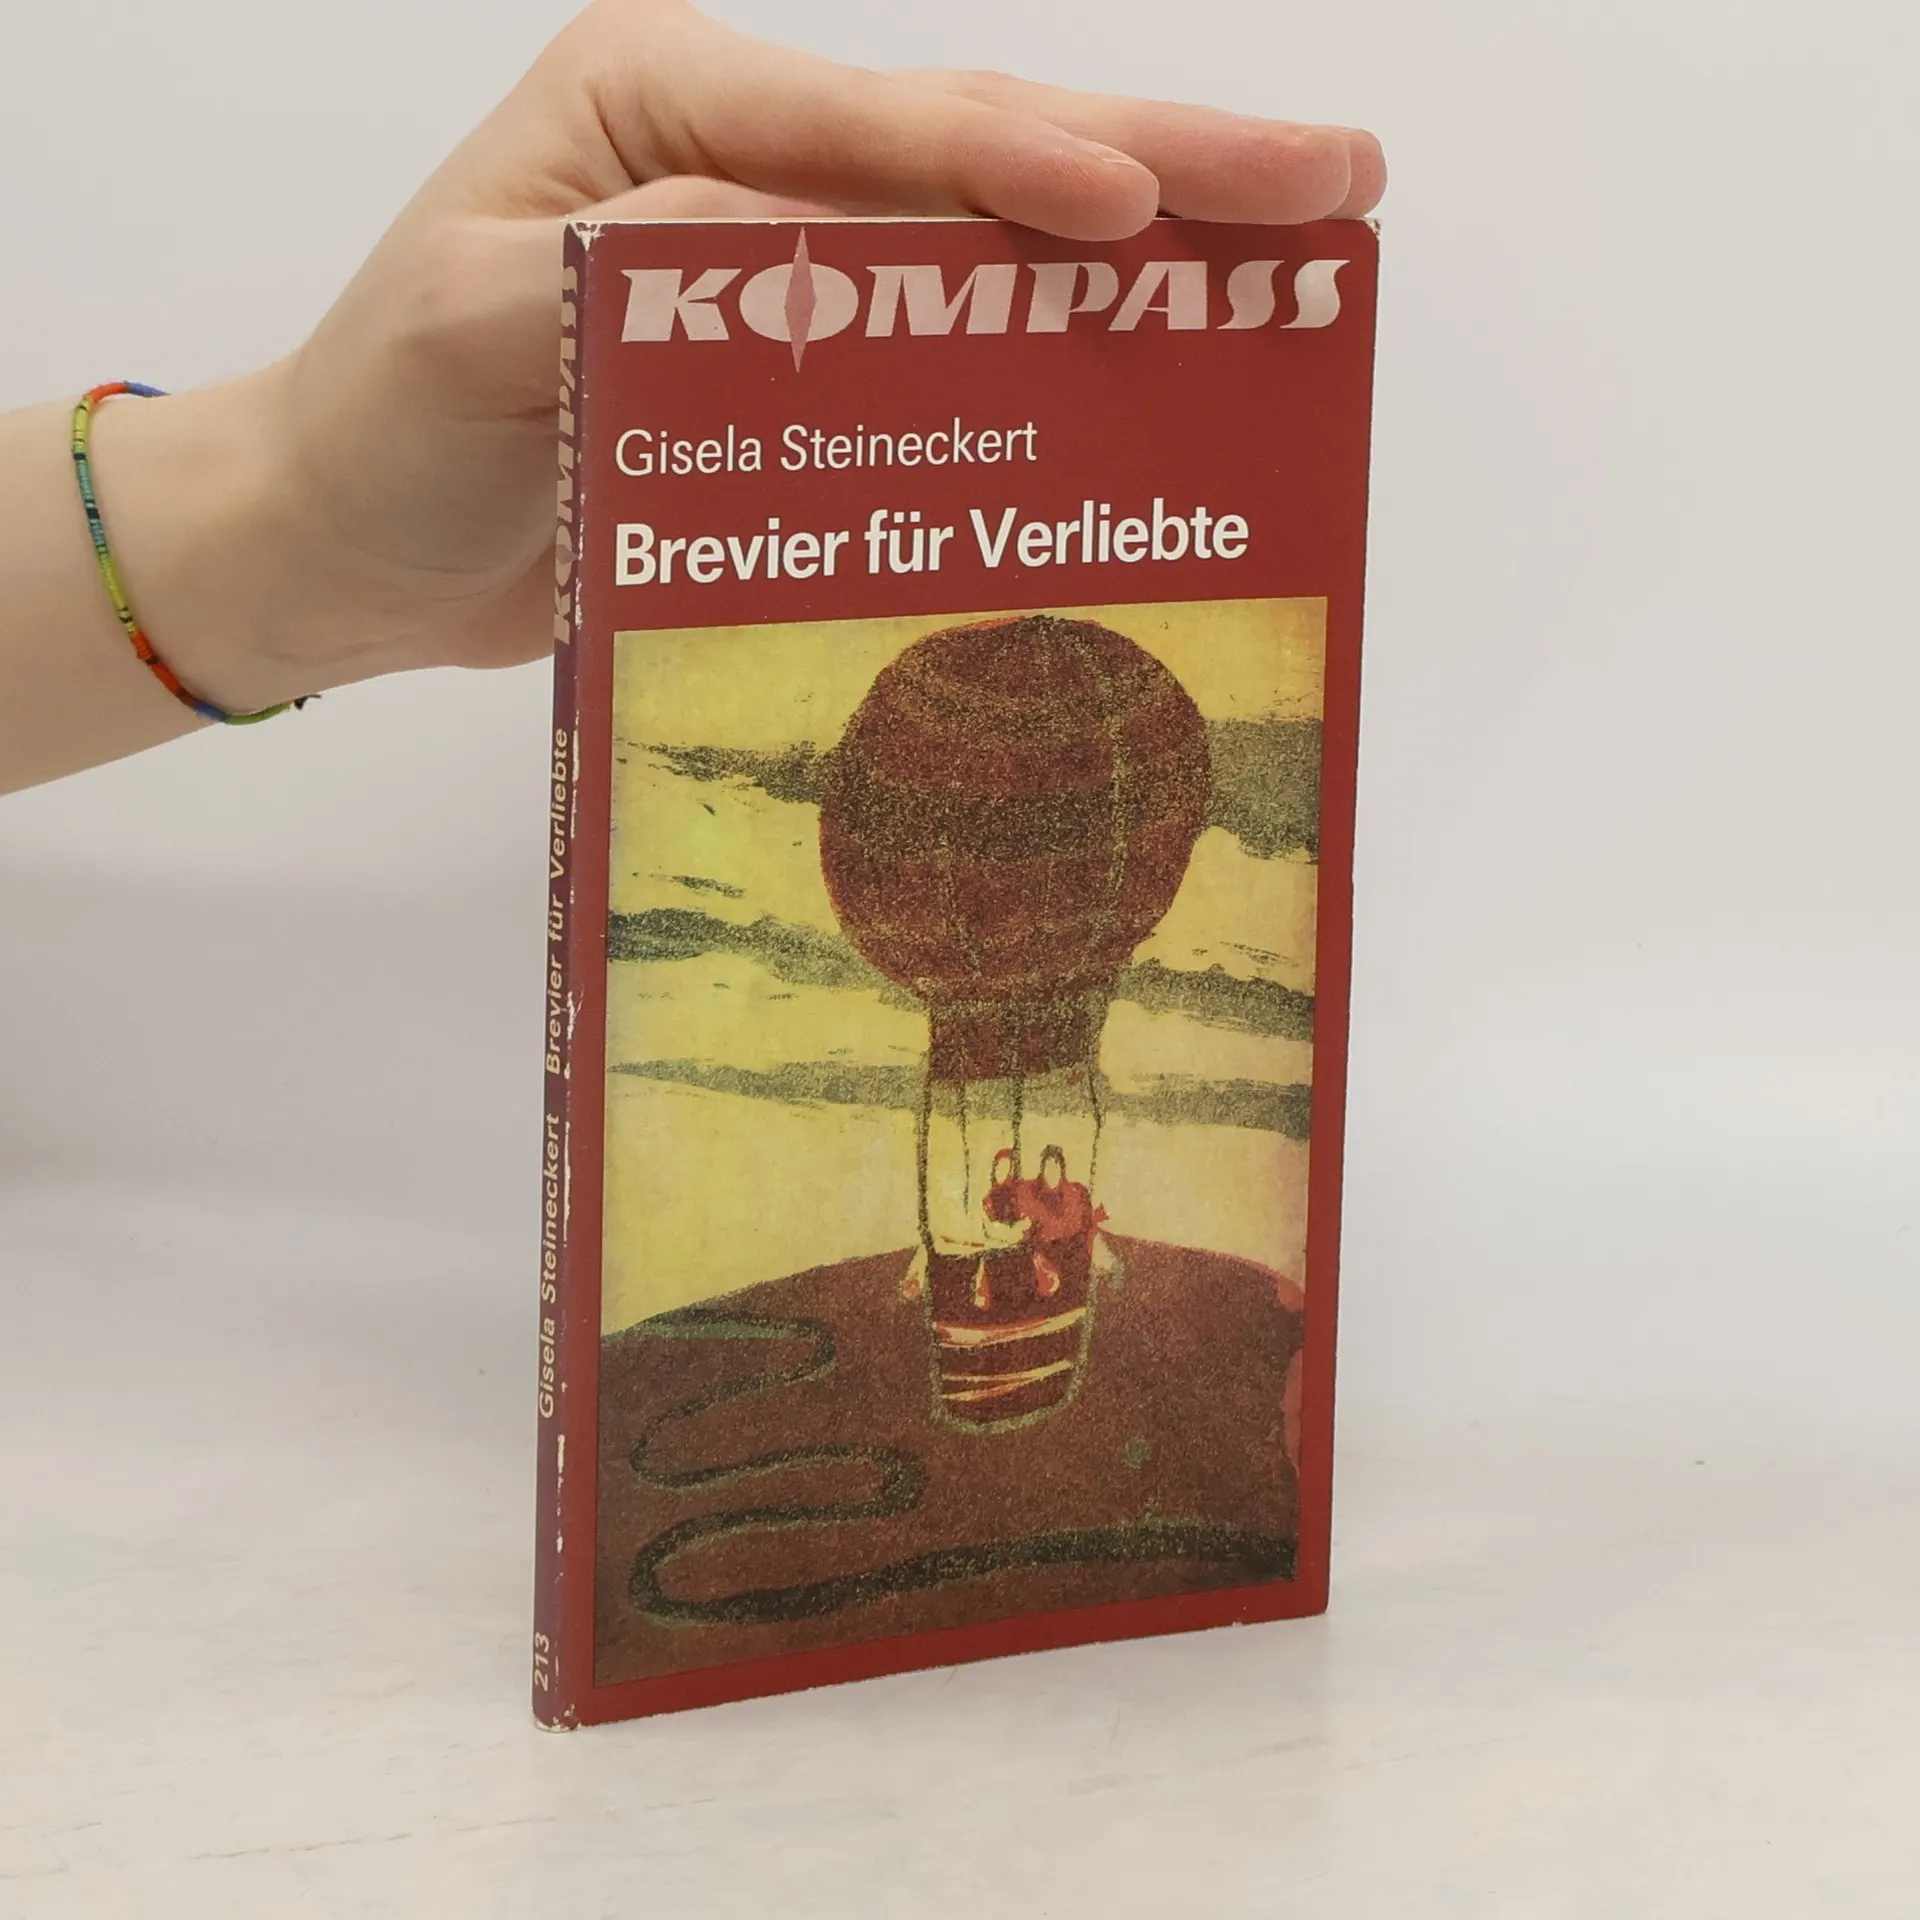 KOMPASS
Gisela Steineckert
Brevier für Verliebte
KOMPASS
Gisela Steineckert Brevier für Verliebte
213